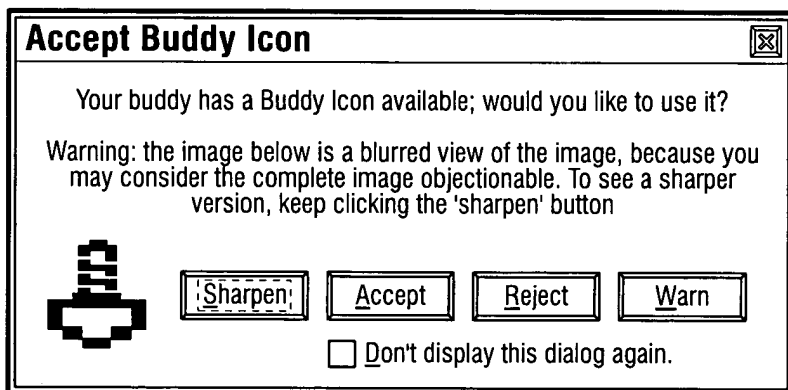 Accept Buddy Icon
Your buddy has a Buddy Icon available; would you like to use it?
Warning: the image below is a blurred view of the image, because you
may consider the complete image objectionable. To see a sharper
version, keep clicking the 'sharpen' button
Sharpen Accept Reject Warn
Don't display this dialog again.